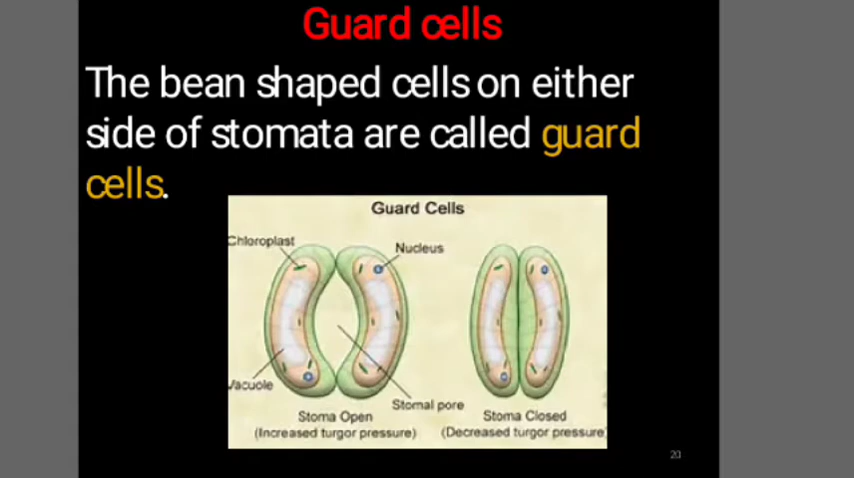 Guard cells
The bean shaped cells on either
side of stomata are called guard
cells.
Guard Cells
Chloroplast
Nucleus
Vacuole
Stomal pore
Stoma Open
(Increased turgor pressure)
Stoma Closed
(Decreased turgor pressure
20